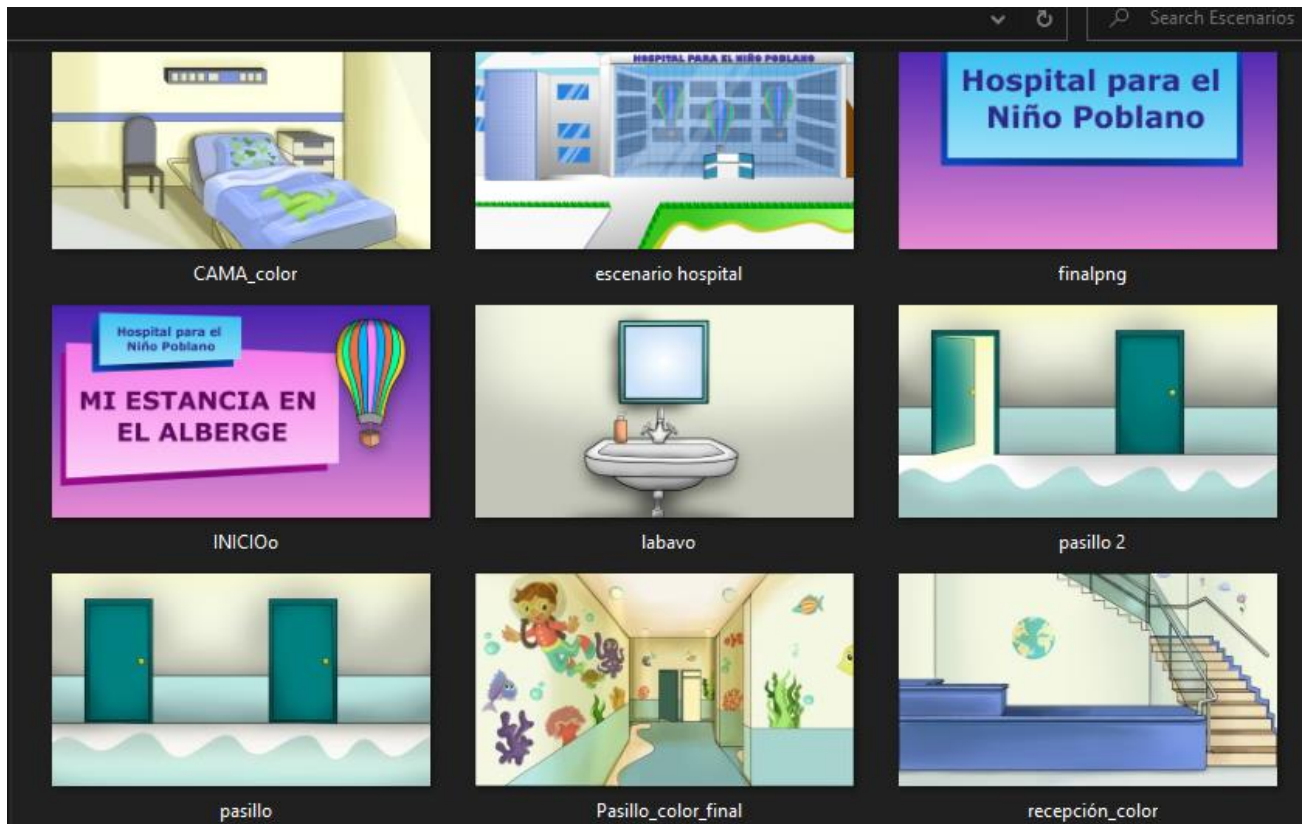 Search Escenarios
HOSPITAL PARA EL NIÑO POBLANO
Hospital para el
Niño Poblano
CAMA_color
escenario hospital
finalpng
Hospital para el
Niño Poblano
MI ESTANCIA EN
EL ALBERGE
INICIOo
labavo
pasillo 2
pasillo
Pasillo_color_final
recepción_color